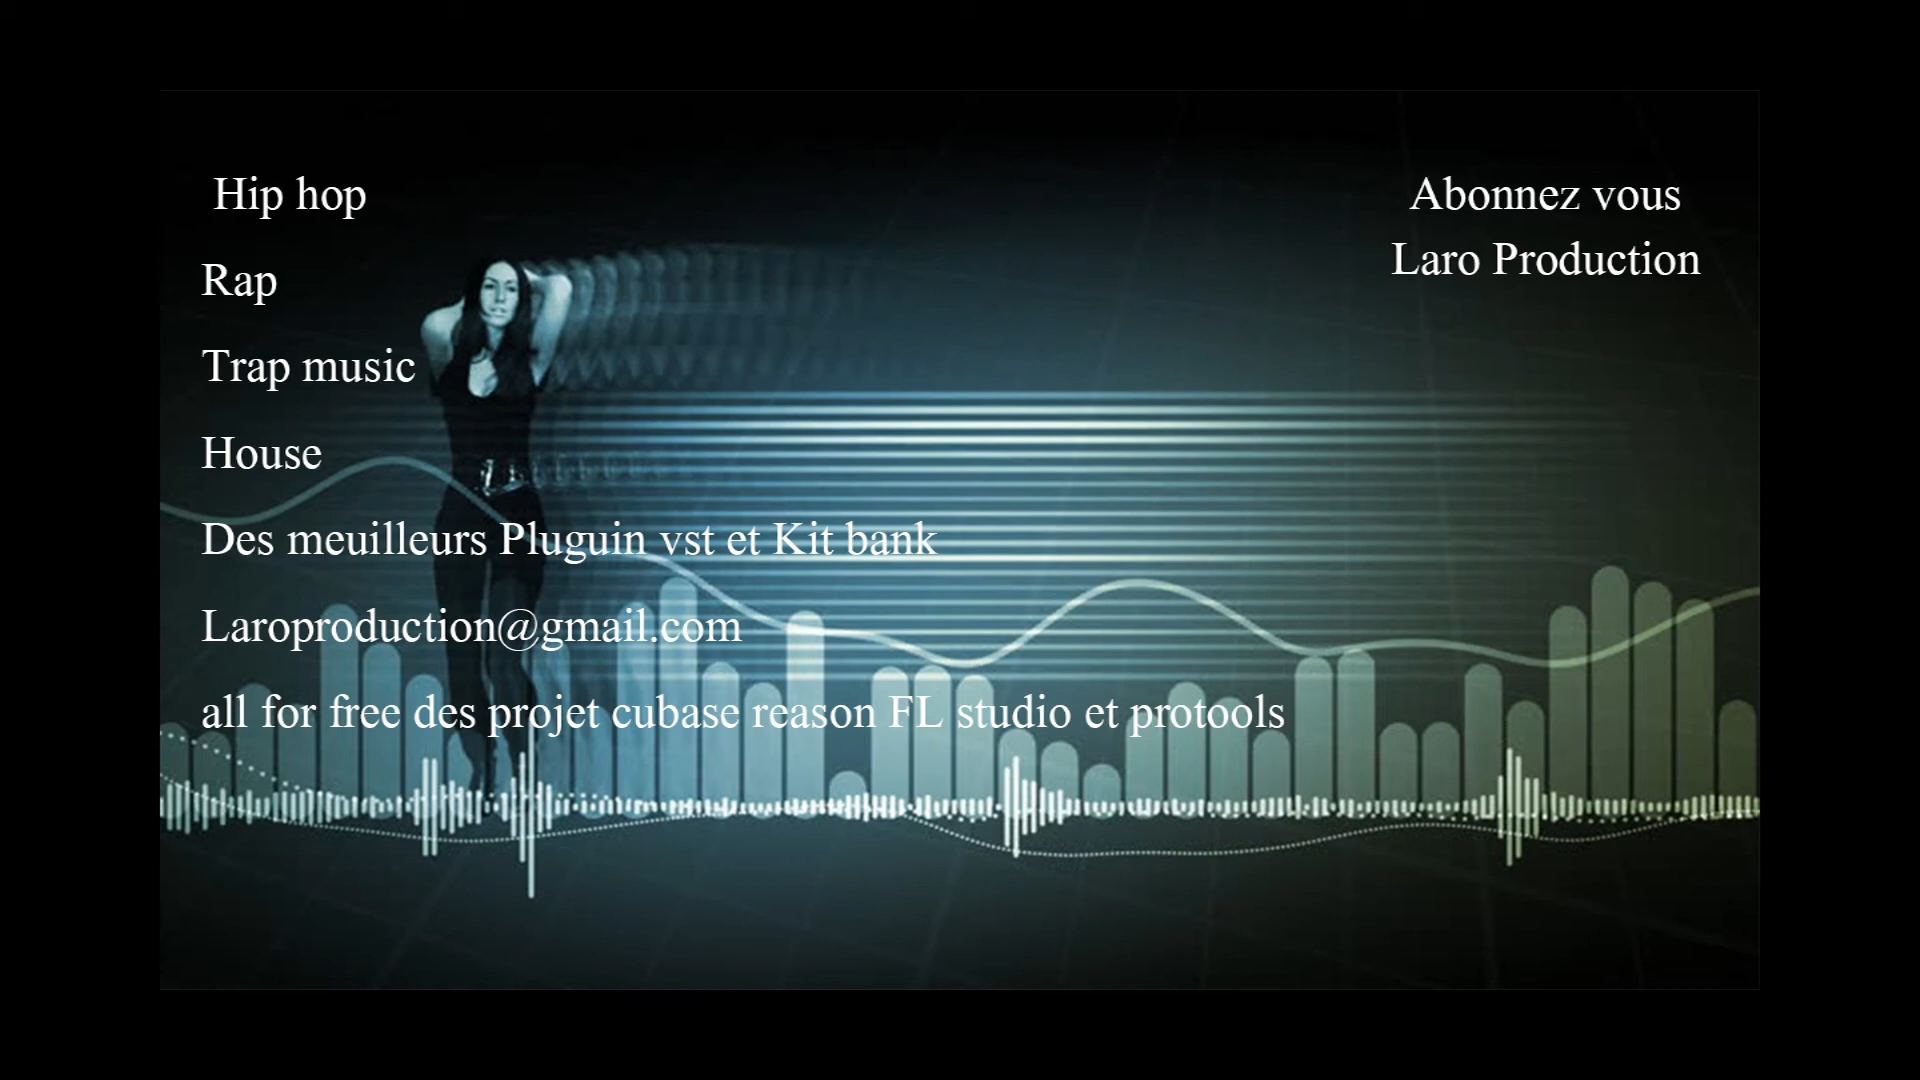 Hip hop
Rap
Trap music
House
Des meuilleurs Pluguin vst et Kit bank
Laroproduction@gmail.com
all for free des projet cubase reason FL studio et protools
Abonnez vous
Laro Production